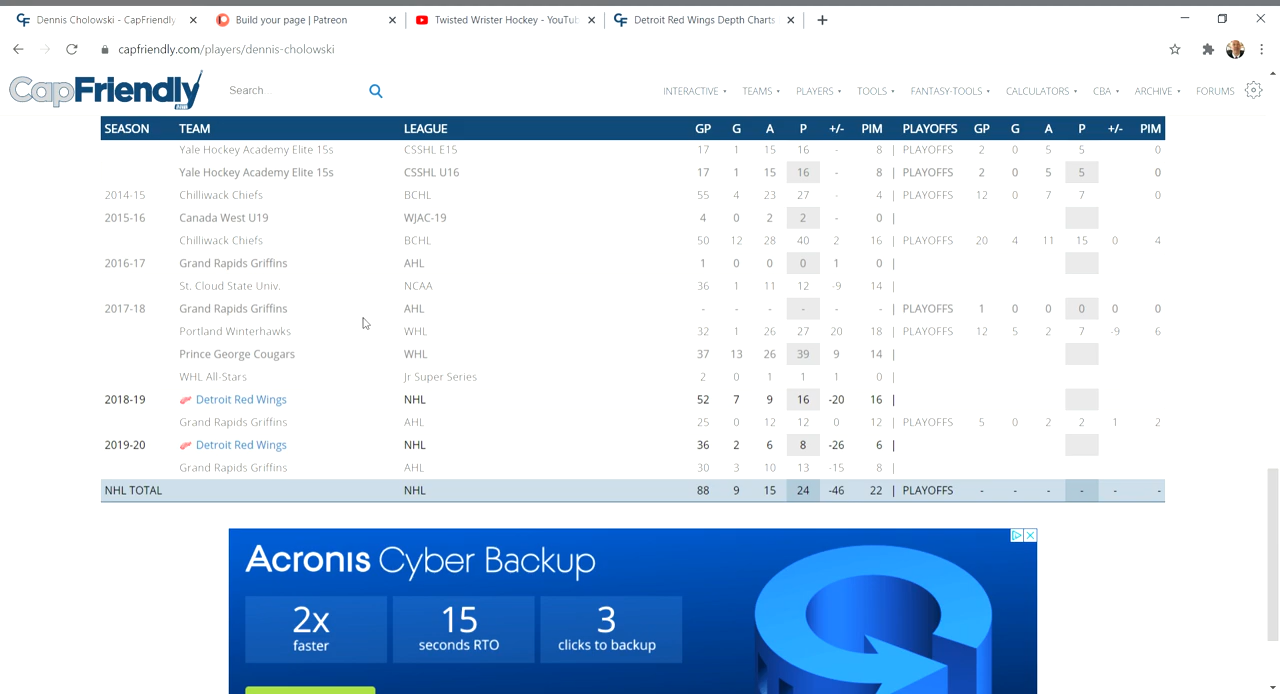 Dennis Cholowski - CapFriendly
Build your page | Patreon
Twisted Wrister Hockey - YouTub
Detroit Red Wings Depth Charts
capfriendly.com/players/dennis-cholowski
CapFriendly
Search...
INTERACTIVE TEAMS PLAYERS TOOLS FANTASY-TOOLS CALCULATORS CBA ARCHIVE FORUMS
SEASON TEAM LEAGUE GP G A P +/- PIM PLAYOFFS GP G A P +/- PIM
Yale Hockey Academy Elite 15s CSSHL E15 17 1 15 16 - 8 | PLAYOFFS 2 0 5 5 0
Yale Hockey Academy Elite 15s CSSHL U16 17 1 15 16 - 8 | PLAYOFFS 2 0 5 5 0
2014-15 Chilliwack Chiefs BCHL 55 4 23 27 - 4 | PLAYOFFS 12 0 7 7 0
2015-16 Canada West U19 WJAC-19 4 0 2 2 - 0 |
Chilliwack Chiefs BCHL 50 12 28 40 2 16 | PLAYOFFS 20 4 11 15 0 4
2016-17 Grand Rapids Griffins AHL 1 0 0 0 1 0 |
St. Cloud State Univ. NCAA 36 1 11 12 -9 14 |
2017-18 Grand Rapids Griffins AHL - - - - - - | PLAYOFFS 1 0 0 0 0 0
Portland Winterhawks WHL 32 1 26 27 20 18 | PLAYOFFS 12 5 2 7 -9 6
Prince George Cougars WHL 37 13 26 39 9 14 |
WHL All-Stars Jr Super Series 2 0 1 1 1 0 |
2018-19 Detroit Red Wings NHL 52 7 9 16 -20 16 |
Grand Rapids Griffins AHL 25 0 12 12 0 12 | PLAYOFFS 5 0 2 2 1 2
2019-20 Detroit Red Wings NHL 36 2 6 8 -26 6 |
Grand Rapids Griffins AHL 30 3 10 13 -15 8 |
NHL TOTAL NHL 88 9 15 24 -46 22 | PLAYOFFS - - - - - -
Acronis Cyber Backup
2x 15 3
faster seconds RTO clicks to backup